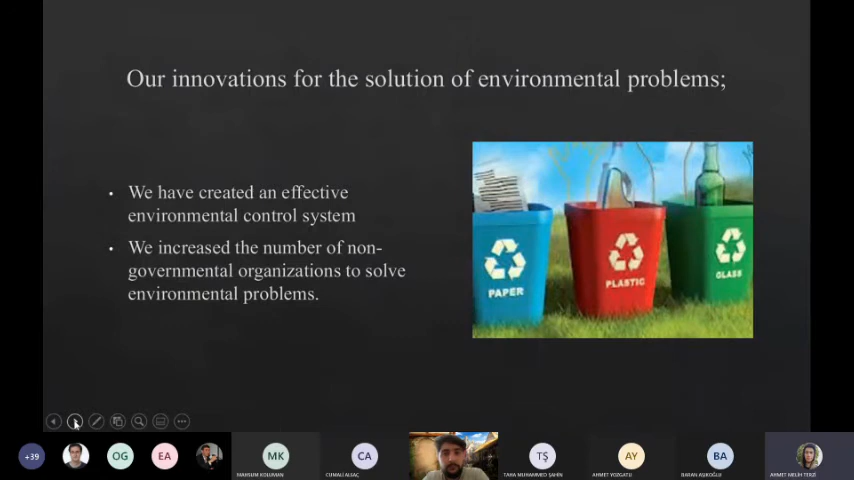 Our innovations for the solution of environmental problems;
• We have created an effective
environmental control system
• We increased the number of non-
governmental organizations to solve
environmental problems.
PAPER
PLASTIC
GLASS
+39
OG
EA
MK
CA
TŞ
AY
BA
CUMALI ALSAÇ
TAHA MUHAMMED ŞAHİN
AHMET YOZGATLI
BARAN AŞIKOĞLU
AHMET MELİH TERZİ